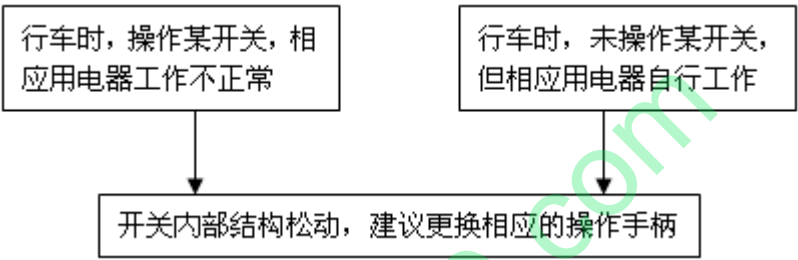 行车时，操作某开关，相
应用电器工作不正常
行车时，未操作某开关，
但相应用电器自行工作
开关内部结构松动，建议更换相应的操作手柄
com